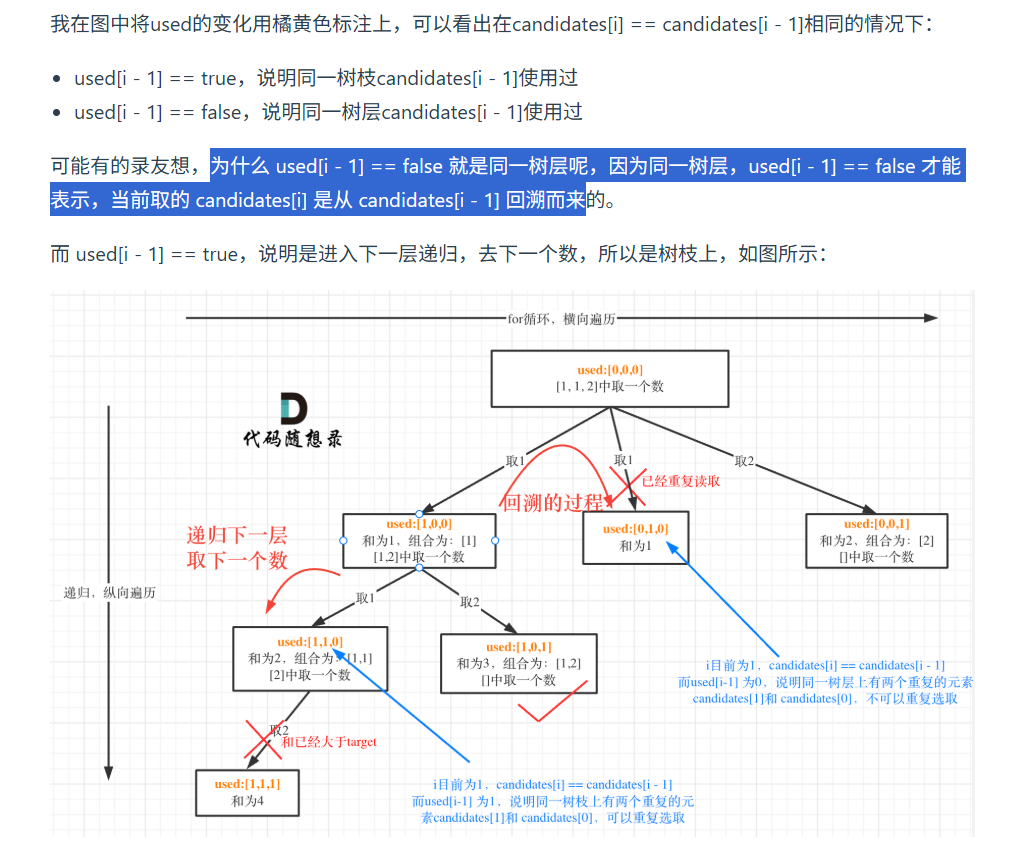 我在图中将used的变化用橘黄色标注上，可以看出在candidates[i] == candidates[i - 1]相同的情况下：
used[i - 1] == true，说明同一树枝candidates[i - 1]使用过
used[i - 1] == false，说明同一树层candidates[i - 1]使用过
可能有的录友想，为什么 used[i - 1] == false 就是同一树层呢，因为同一树层，used[i - 1] == false 才能
表示，当前取的 candidates[i] 是从 candidates[i - 1] 回溯而来的。
而 used[i - 1] == true，说明是进入下一层递归，去下一个数，所以是树枝上，如图所示：
for循环，横向遍历
used:[0,0,0]
[1, 1, 2]中取一个数
代码随想录
取1
取1
取2
已经重复读取
回溯的过程
used:[1,0,0]
和为1，组合为：[1]
[1,2]中取一个数
used:[0,1,0]
和为1
used:[0,0,1]
和为2，组合为：[2]
[]中取一个数
递归下一层
取下一个数
递归，纵向遍历
取1
取2
used:[1,1,0]
和为2，组合为：[1,1]
[2]中取一个数
used:[1,0,1]
和为3，组合为：[1,2]
[]中取一个数
i目前为1，candidates[i] == candidates[i - 1]
而used[i-1] 为0，说明同一树层上有两个重复的元素
candidates[1]和 candidates[0]，不可以重复选取
取2
和已经大于target
used:[1,1,1]
和为4
i目前为1，candidates[i] == candidates[i - 1]
而used[i-1] 为1，说明同一树枝上有两个重复的元
素candidates[1]和 candidates[0]，可以重复选取